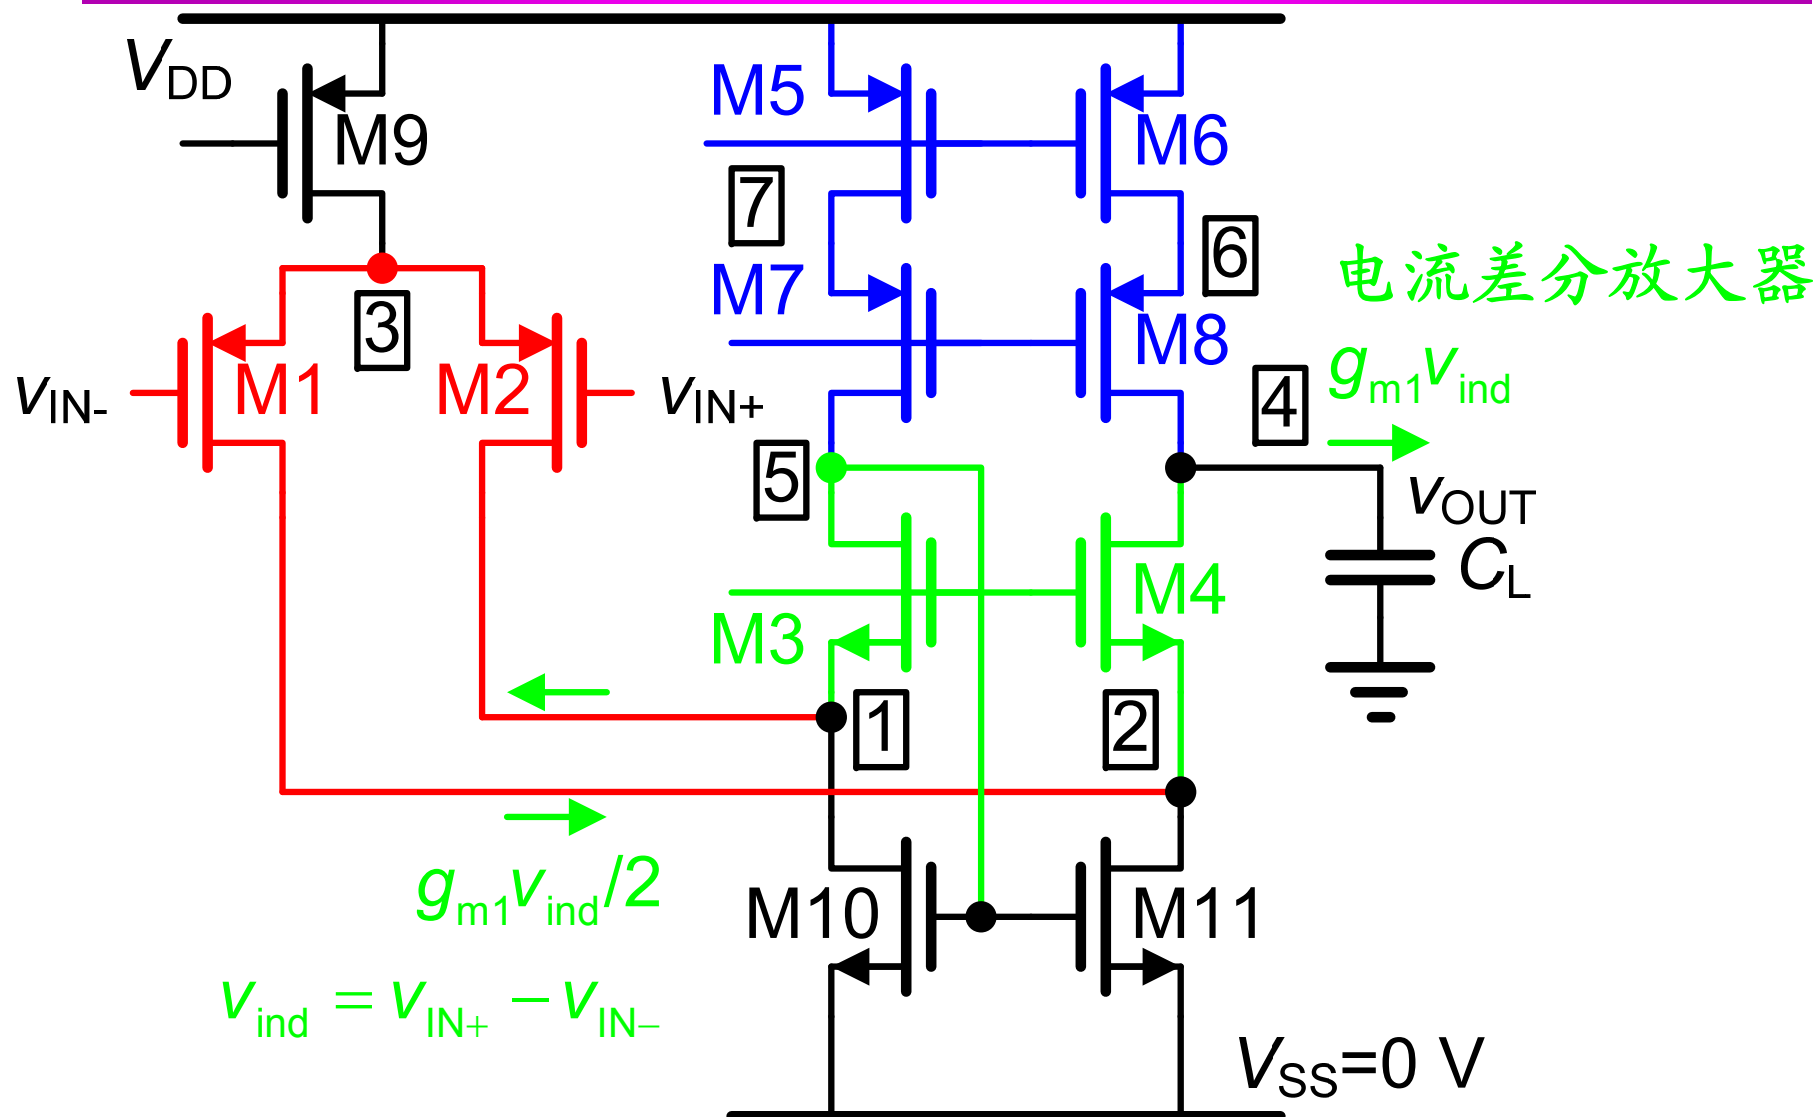 VDD
M9
M5
M6
7
6
M7
M8
电流差分放大器
3
M1
M2
vIN-
vIN+
4
gm1vind
5
vOUT
CL
M3
M4
1
2
gm1vind/2
M10
M11
vind = vIN+ − vIN−
VSS=0 V